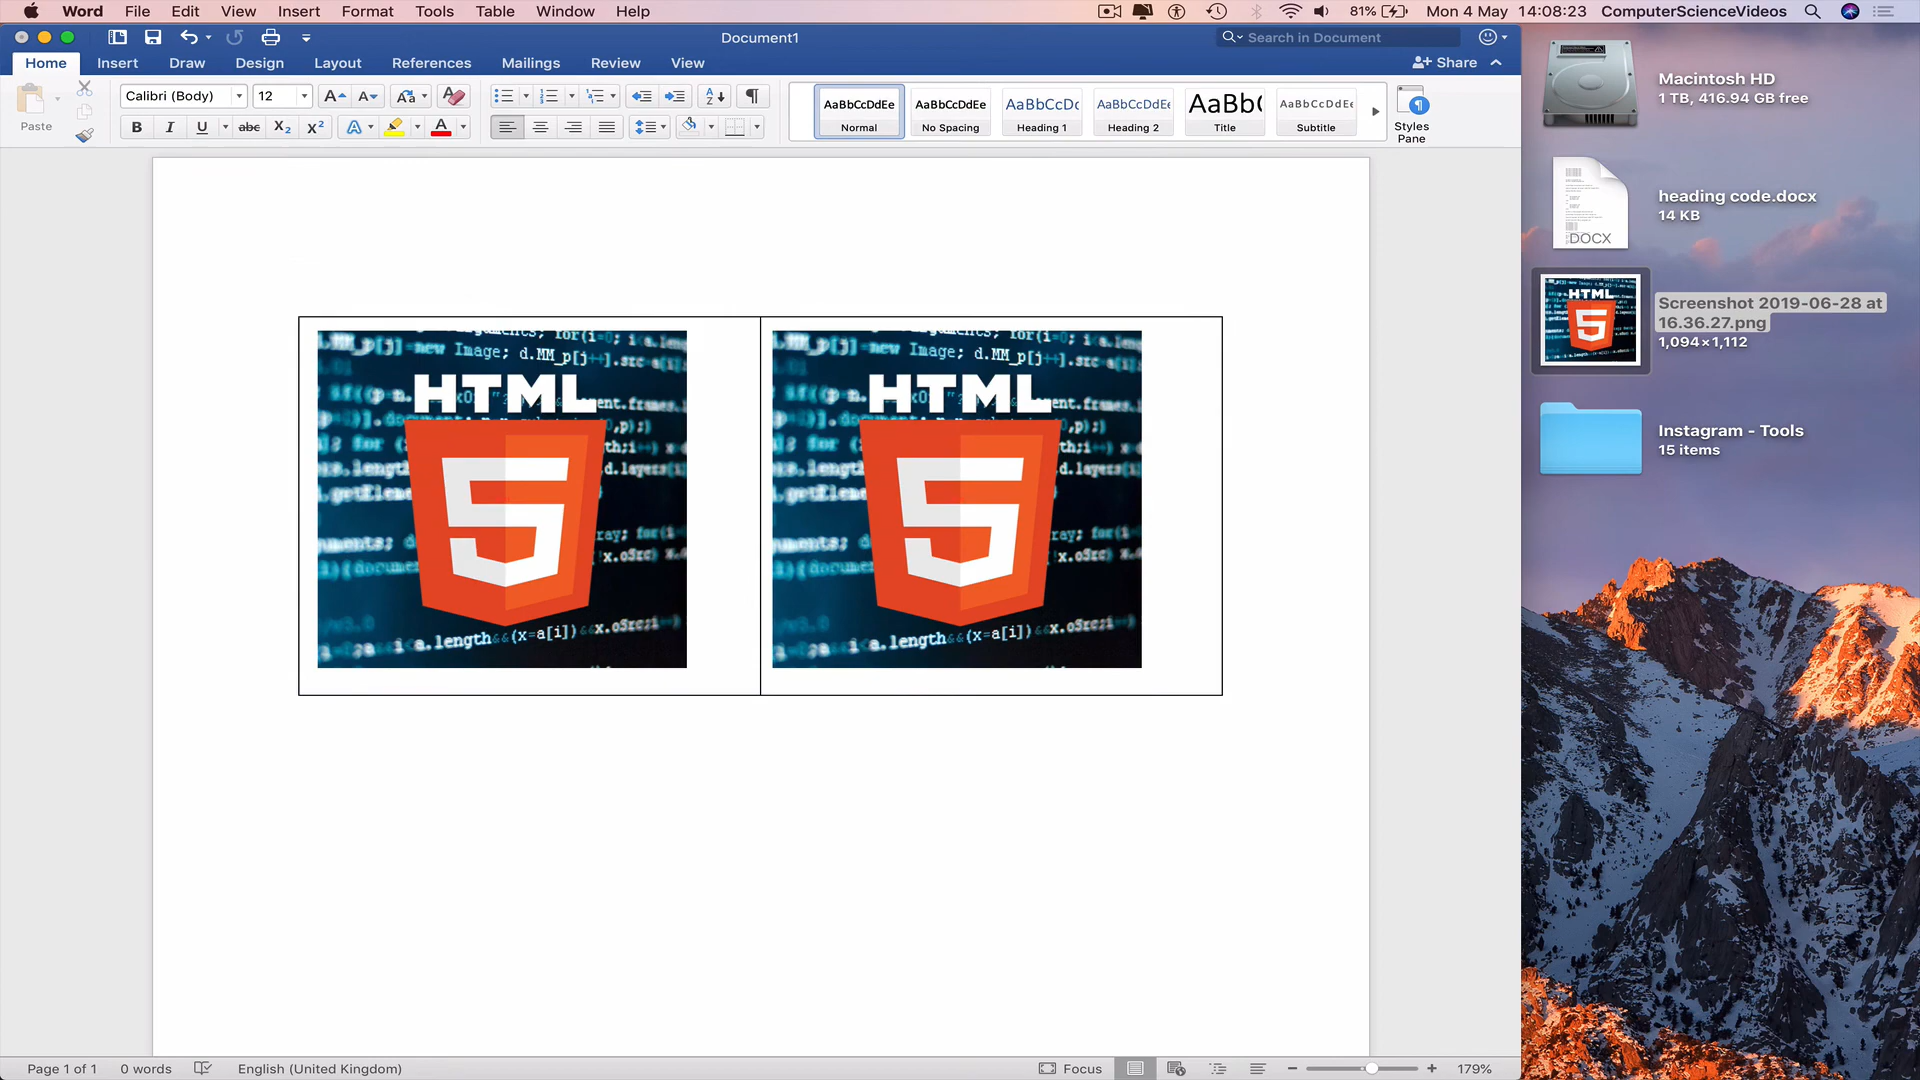 Word File Edit View Insert Format Tools Table Window Help 81% Mon 4 May 14:08:23 ComputerScienceVideos
Document1 Search in Document
Home Insert Draw Design Layout References Mailings Review View Share
Paste
Calibri (Body) 12
B I U abc X2 X2 A A
AaBbCcDdEe AaBbCcDdEe AaBbCcDc AaBbCcDdEe AaBb( AaBbCcDdEe
Normal No Spacing Heading 1 Heading 2 Title Subtitle
Styles
Pane
Macintosh HD
1 TB, 416.94 GB free
heading code.docx
14 KB
DOCX
Screenshot 2019-06-28 at
16.36.27.png
1,094×1,112
Instagram - Tools
15 items
HTML
5
HTML
5
Page 1 of 1 0 words English (United Kingdom) Focus 179%